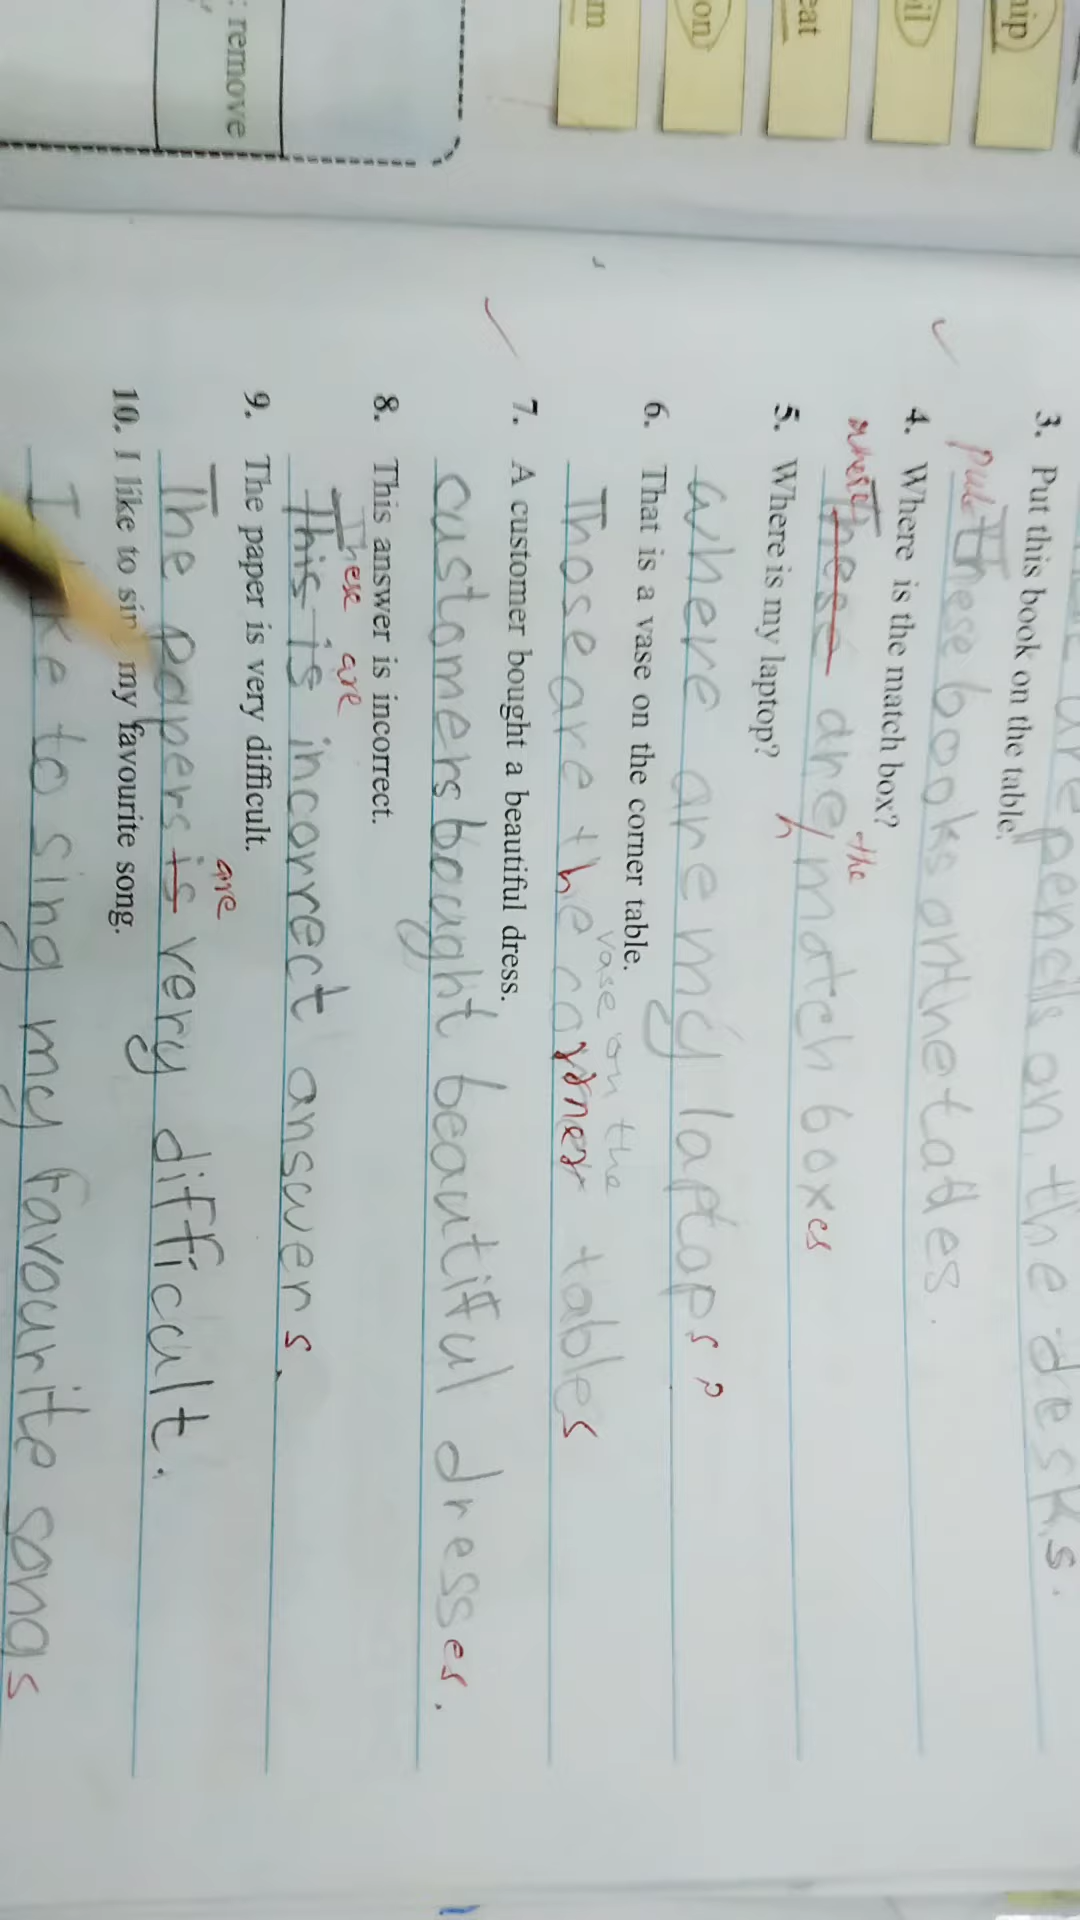 remove
m
on
eat
il
ip
are pencils on the desks.
3. Put this book on the table.
put These books on the tables.
4. Where is the match box?
where These are the match boxes
5. Where is my laptop?
h
where are my laptops?
6. That is a vase on the corner table.
vase on the
Those are the corner tables
7. A customer bought a beautiful dress.
customers bought beautiful dresses.
8. This answer is incorrect.
These are
This is incorrect answers.
9. The paper is very difficult.
are
The papers is very difficult.
10. I like to my favourite song.
to sing my favourite songs